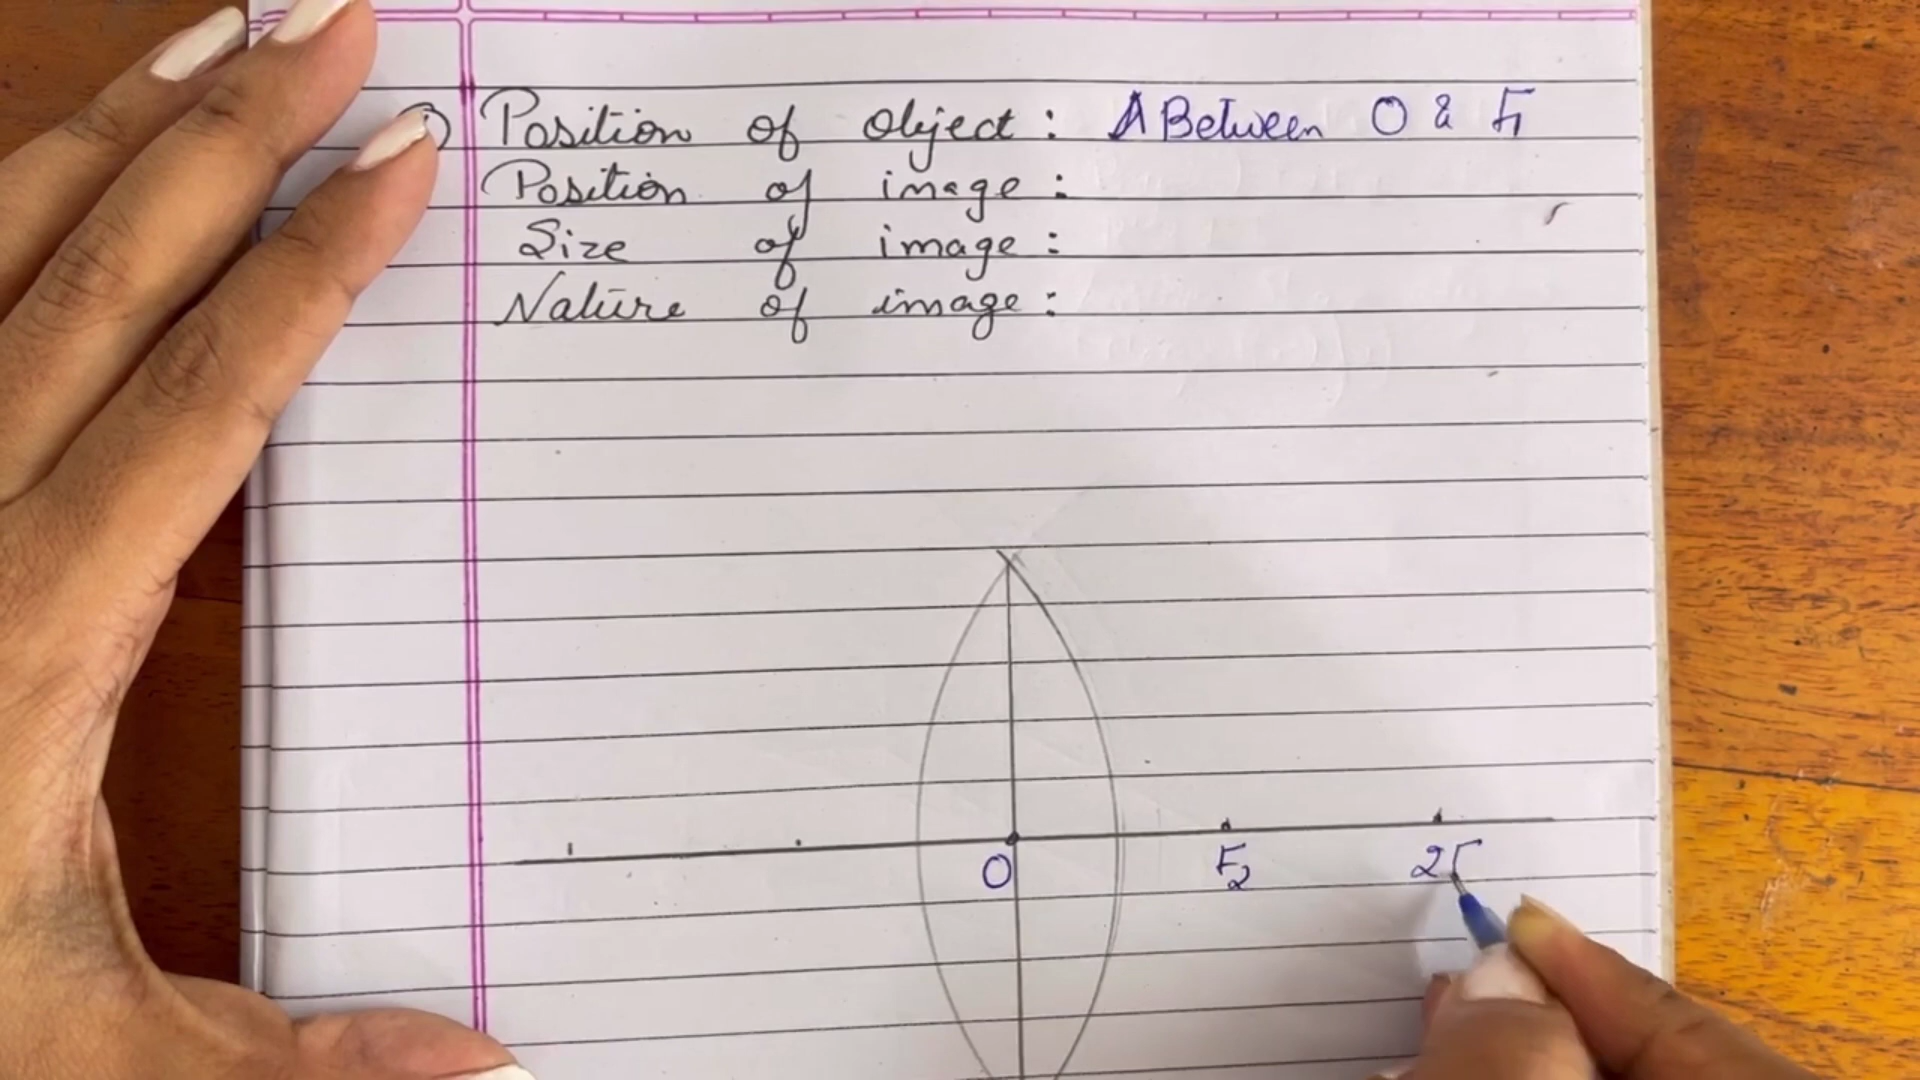 Position of object: Between O & F1
Position of image:
Size of image:
Nature of image:
O F2 2F